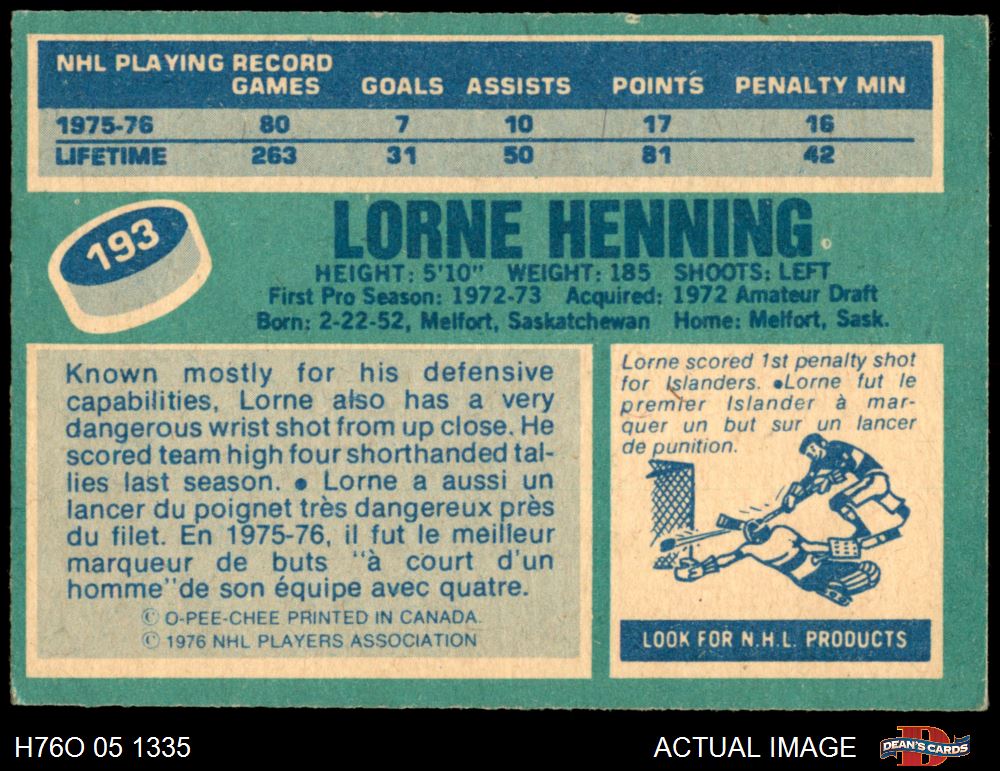 NHL PLAYING RECORD
GAMES GOALS ASSISTS POINTS PENALTY MIN
1975-76 80 7 10 17 16
LIFETIME 263 31 50 81 42
193
LORNE HENNING
HEIGHT: 5'10" WEIGHT: 185 SHOOTS: LEFT
First Pro Season: 1972-73 Acquired: 1972 Amateur Draft
Born: 2-22-52, Melfort, Saskatchewan Home: Melfort, Sask.
Known mostly for his defensive
capabilities, Lorne also has a very
dangerous wrist shot from up close. He
scored team high four shorthanded tal-
lies last season. • Lorne a aussi un
lancer du poignet très dangereux près
du filet. En 1975-76, il fut le meilleur
marqueur de buts "à court d'un
homme" de son équipe avec quatre.
© O-PEE-CHEE PRINTED IN CANADA.
© 1976 NHL PLAYERS ASSOCIATION
Lorne scored 1st penalty shot
for Islanders. •Lorne fut le
premier Islander à mar-
quer un but sur un lancer
de punition.
LOOK FOR N.H.L. PRODUCTS
H76O 05 1335
ACTUAL IMAGE
DEAN'S CARDS